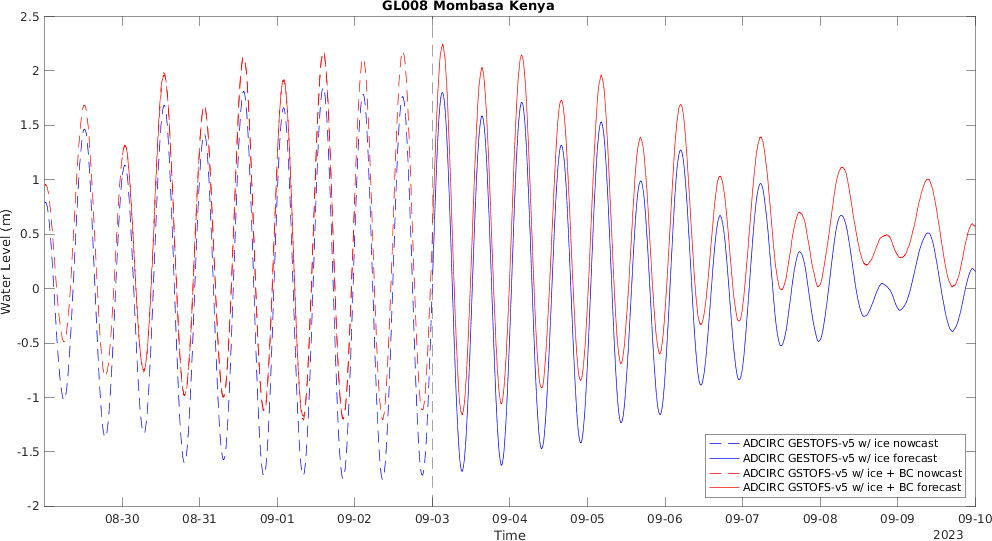 GL008 Mombasa Kenya
2.5
2
1.5
1
0.5
0
-0.5
-1
-1.5
-2
Water Level (m)
ADCIRC GESTOFS-v5 w/ ice nowcast
ADCIRC GESTOFS-v5 w/ ice forecast
ADCIRC GSTOFS-v5 w/ ice + BC nowcast
ADCIRC GSTOFS-v5 w/ ice + BC forecast
08-30 08-31 09-01 09-02 09-03 09-04 09-05 09-06 09-07 09-08 09-09 09-10
Time
2023